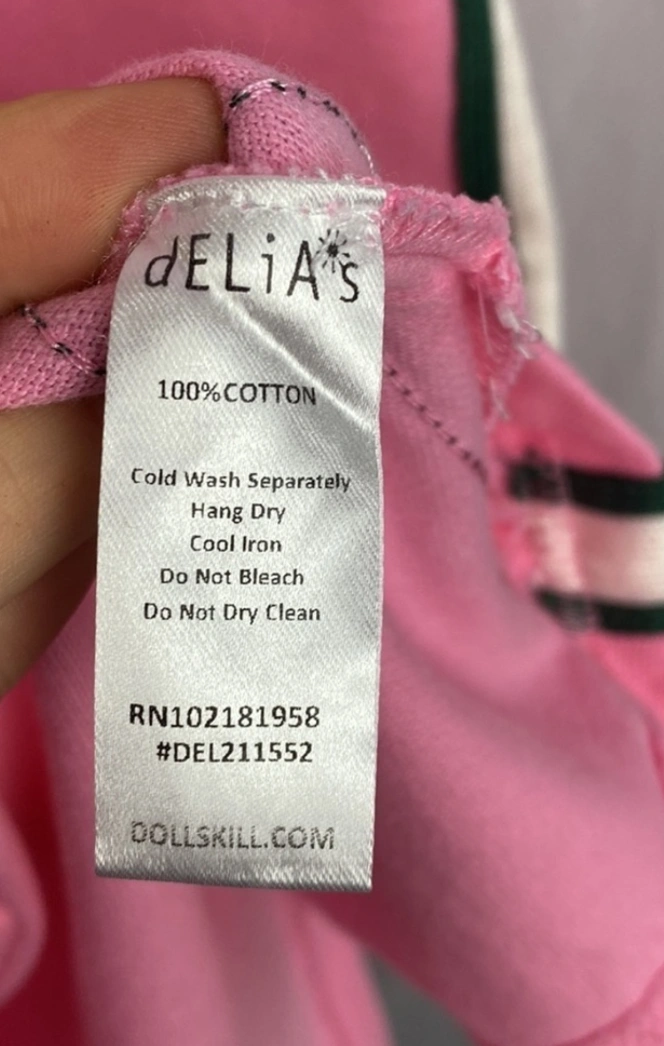 dELiA*s
100%COTTON
Cold Wash Separately
Hang Dry
Cool Iron
Do Not Bleach
Do Not Dry Clean
RN102181958
#DEL211552
DOLLSKILL.COM